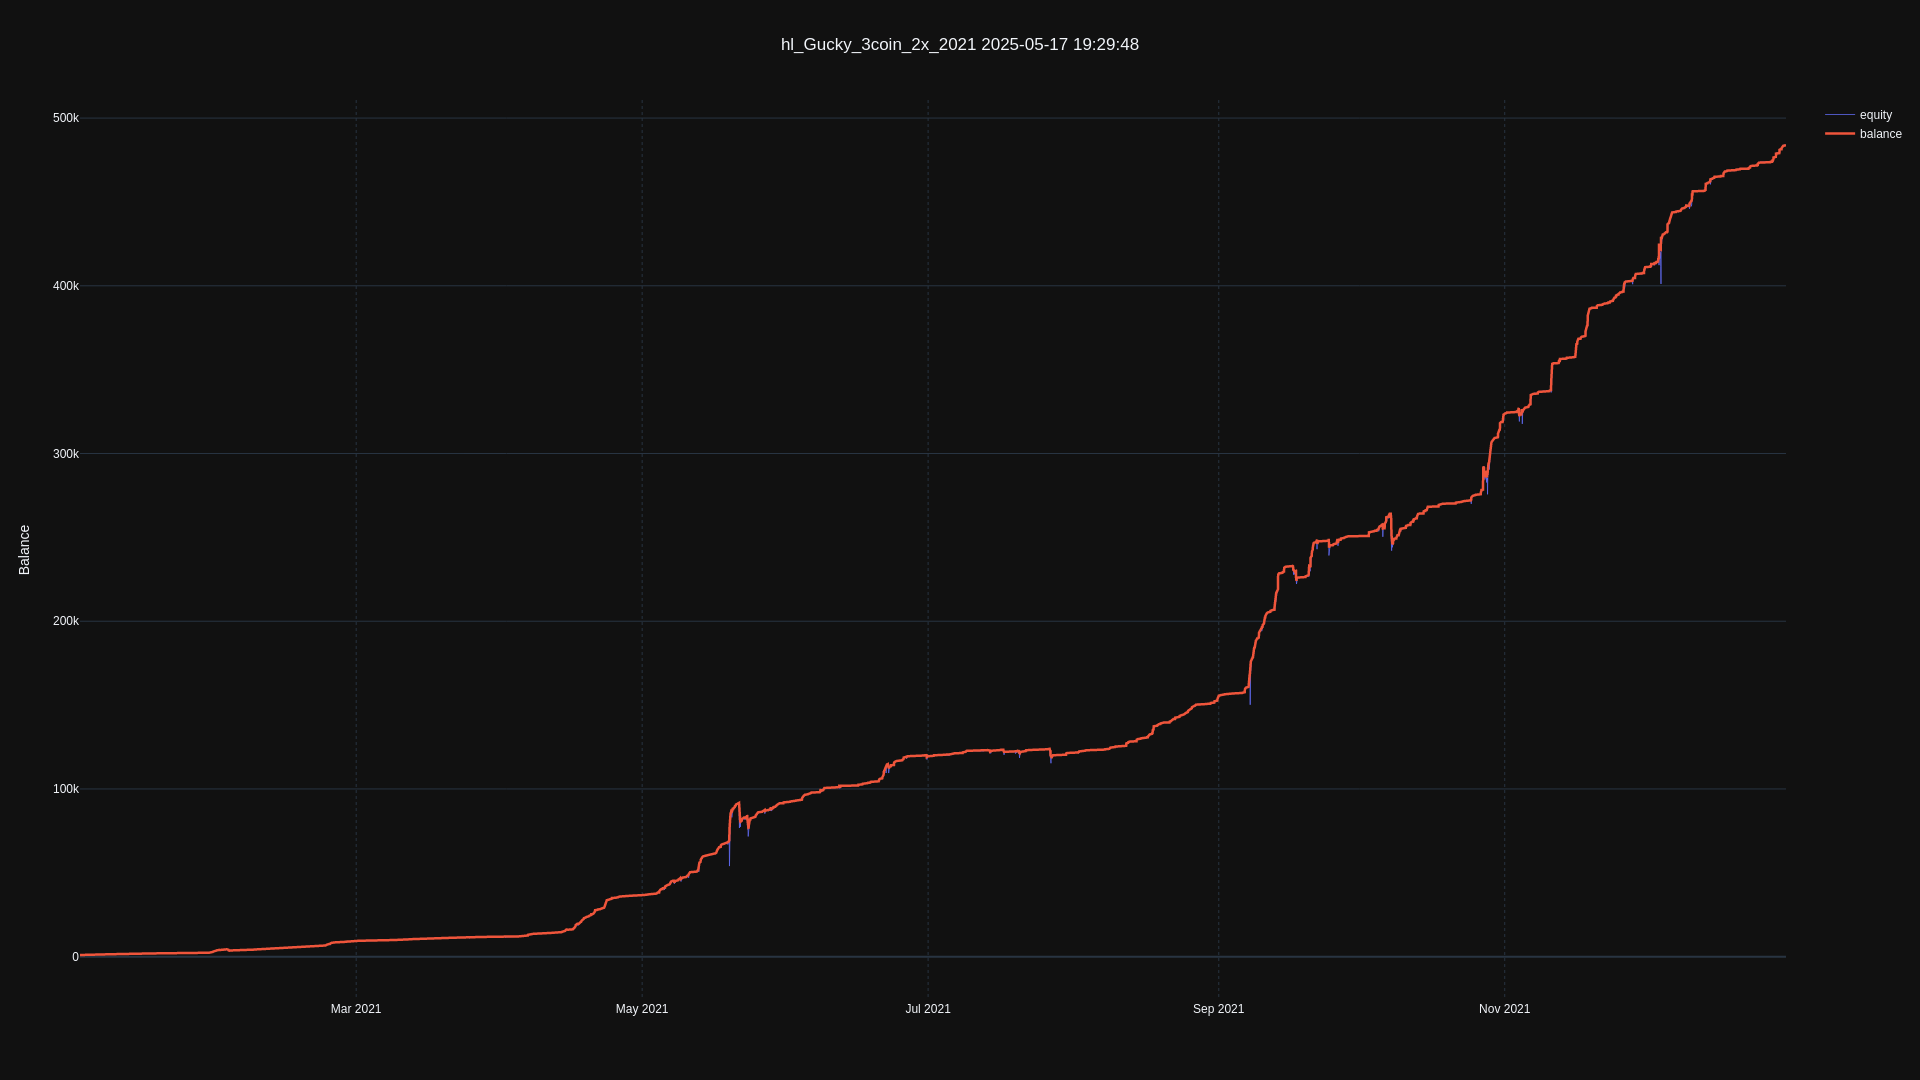 hl_Gucky_3coin_2x_2021 2025-05-17 19:29:48
equity
balance
500k
400k
300k
200k
100k
0
Balance
Mar 2021
May 2021
Jul 2021
Sep 2021
Nov 2021